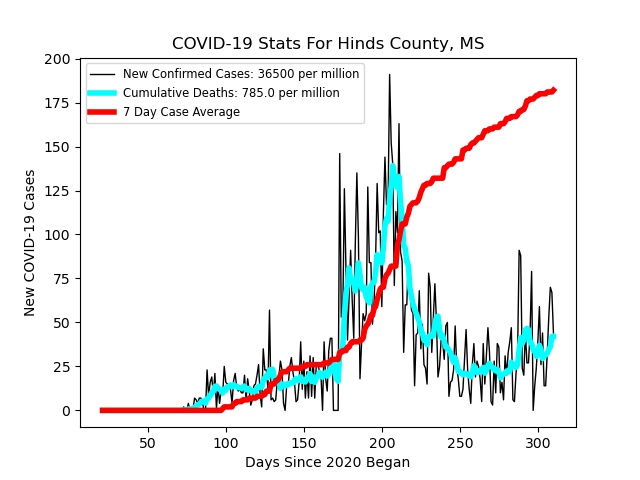 COVID-19 Stats For Hinds County, MS
New Confirmed Cases: 36500 per million
Cumulative Deaths: 785.0 per million
7 Day Case Average
New COVID-19 Cases
200
175
150
125
100
75
50
25
0
50 100 150 200 250 300
Days Since 2020 Began